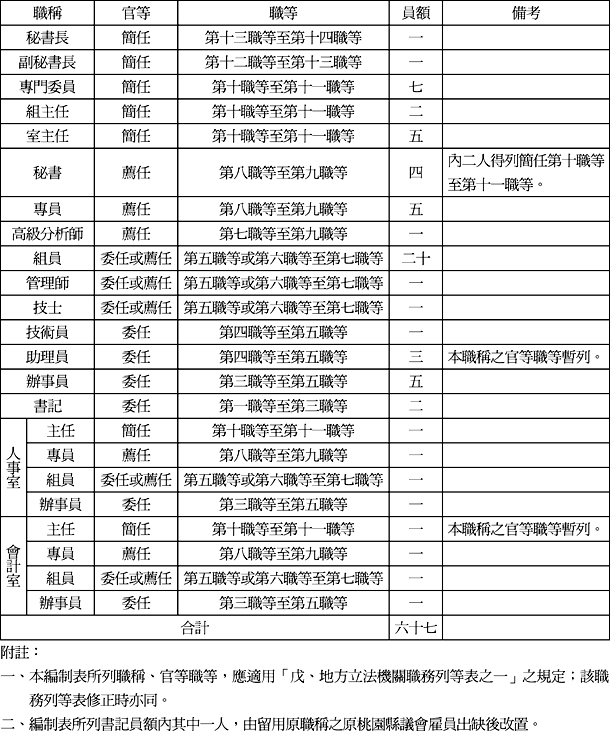 職稱 官等 職等 員額 備考
秘書長 簡任 第十三職等至第十四職等 一
副秘書長 簡任 第十二職等至第十三職等 一
專門委員 簡任 第十職等至第十一職等 七
組主任 簡任 第十職等至第十一職等 二
室主任 簡任 第十職等至第十一職等 五
秘書 薦任 第八職等至第九職等 四 內二人得列簡任第十職等
至第十一職等。
專員 薦任 第八職等至第九職等 五
高級分析師 薦任 第七職等至第九職等 一
組員 委任或薦任 第五職等或第六職等至第七職等 二十
管理師 委任或薦任 第五職等或第六職等至第七職等 一
技士 委任或薦任 第五職等或第六職等至第七職等 一
技術員 委任 第四職等至第五職等 一
助理員 委任 第四職等至第五職等 三 本職稱之官等職等暫列。
辦事員 委任 第三職等至第五職等 五
書記 委任 第一職等至第三職等 二
人事室
主任 簡任 第十職等至第十一職等 一
專員 薦任 第八職等至第九職等 一
組員 委任或薦任 第五職等或第六職等至第七職等 一
辦事員 委任 第三職等至第五職等 一
會計室
主任 簡任 第十職等至第十一職等 一 本職稱之官等職等暫列。
專員 薦任 第八職等至第九職等 一
組員 委任或薦任 第五職等或第六職等至第七職等 一
辦事員 委任 第三職等至第五職等 一
合計 六十七
附註：
一、本編制表所列職稱、官等職等，應適用「戊、地方立法機關職務列等表之一」之規定；該職
務列等表修正時亦同。
二、編制表所列書記員額內其中一人，由留用原職稱之原桃園縣議會雇員出缺後改置。